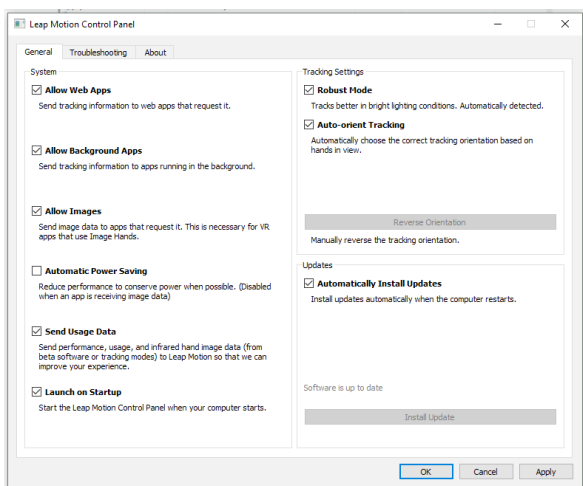 Leap Motion Control Panel
General
Troubleshooting
About
System
Allow Web Apps
Send tracking information to web apps that request it.
Allow Background Apps
Send tracking information to apps running in the background.
Allow Images
Send image data to apps that request it. This is necessary for VR
apps that use Image Hands.
Automatic Power Saving
Reduce performance to conserve power when possible. (Disabled
when an app is receiving image data)
Send Usage Data
Send performance, usage, and infrared hand image data (from
beta software or tracking modes) to Leap Motion so that we can
improve your experience.
Launch on Startup
Start the Leap Motion Control Panel when your computer starts.
Tracking Settings
Robust Mode
Tracks better in bright lighting conditions. Automatically detected.
Auto-orient Tracking
Automatically choose the correct tracking orientation based on
hands in view.
Reverse Orientation
Manually reverse the tracking orientation.
Updates
Automatically Install Updates
Install updates automatically when the computer restarts.
Software is up to date
Install Update
OK
Cancel
Apply